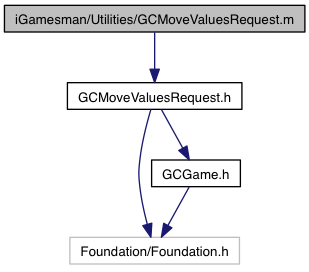 iGamesman/Utilities/GCMoveValuesRequest.m
GCMoveValuesRequest.h
GCGame.h
Foundation/Foundation.h